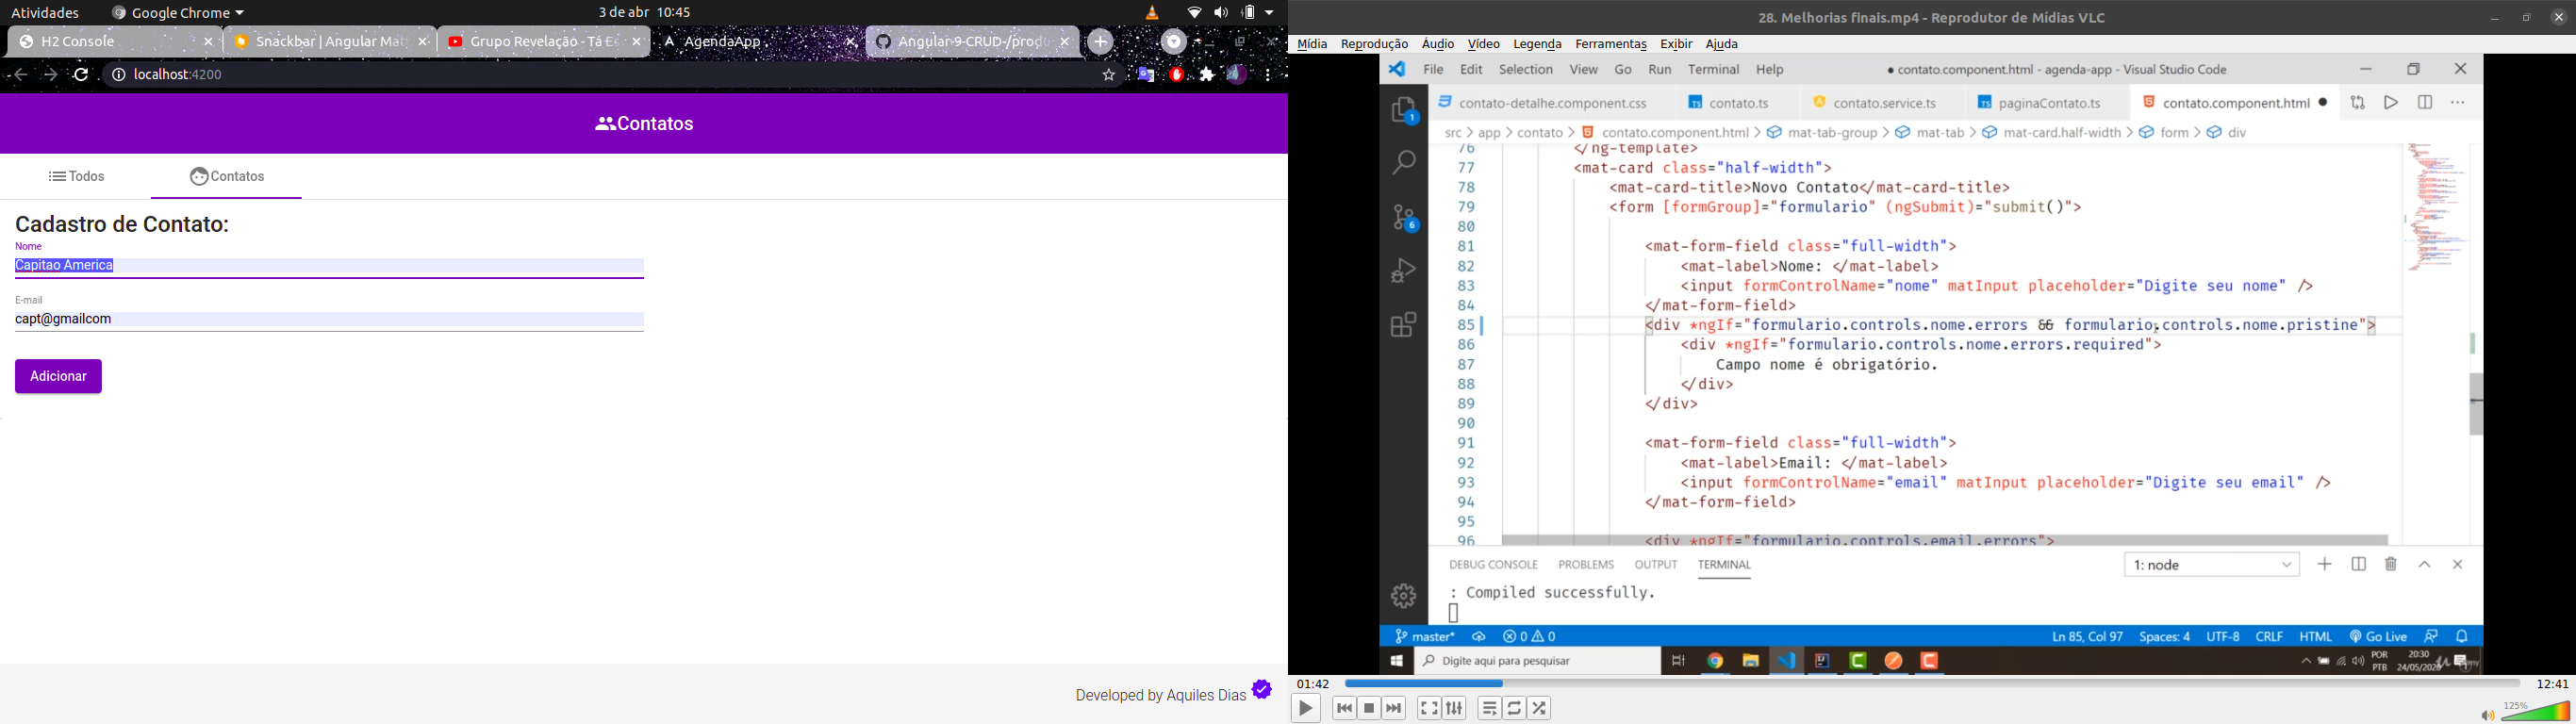 Atividades Google Chrome 3 de abr 10:45
H2 Console Snackbar | Angular Mat Grupo Revelação - Tá Es AgendaApp Angular-9-CRUD-/produ
localhost:4200
Contatos
Todos Contatos
Cadastro de Contato:
Nome
Capitao America
E-mail
capt@gmailcom
Adicionar
Developed by Aquiles Dias
28. Melhorias finais.mp4 - Reprodutor de Mídias VLC
Mídia Reprodução Áudio Vídeo Legenda Ferramentas Exibir Ajuda
File Edit Selection View Go Run Terminal Help ● contato.component.html - agenda-app - Visual Studio Code
contato-detalhe.component.css TS contato.ts contato.service.ts TS paginaContato.ts contato.component.html ●
src > app > contato > contato.component.html > mat-tab-group > mat-tab > mat-card.half-width > form > div
76 </ng-template>
77 <mat-card class="half-width">
78 <mat-card-title>Novo Contato</mat-card-title>
79 <form [formGroup]="formulario" (ngSubmit)="submit()">
80
81 <mat-form-field class="full-width">
82 <mat-label>Nome: </mat-label>
83 <input formControlName="nome" matInput placeholder="Digite seu nome" />
84 </mat-form-field>
85 <div *ngIf="formulario.controls.nome.errors && formulario.controls.nome.pristine">
86 <div *ngIf="formulario.controls.nome.errors.required">
87 Campo nome é obrigatório.
88 </div>
89 </div>
90
91 <mat-form-field class="full-width">
92 <mat-label>Email: </mat-label>
93 <input formControlName="email" matInput placeholder="Digite seu email" />
94 </mat-form-field>
95
96 <div *ngIf="formulario.controls.email.errors">
DEBUG CONSOLE PROBLEMS OUTPUT TERMINAL 1: node
: Compiled successfully.
master* 0 0 Ln 85, Col 97 Spaces: 4 UTF-8 CRLF HTML Go Live
Digite aqui para pesquisar POR 20:30
PTB 24/05/2020
01:42 12:41
125%